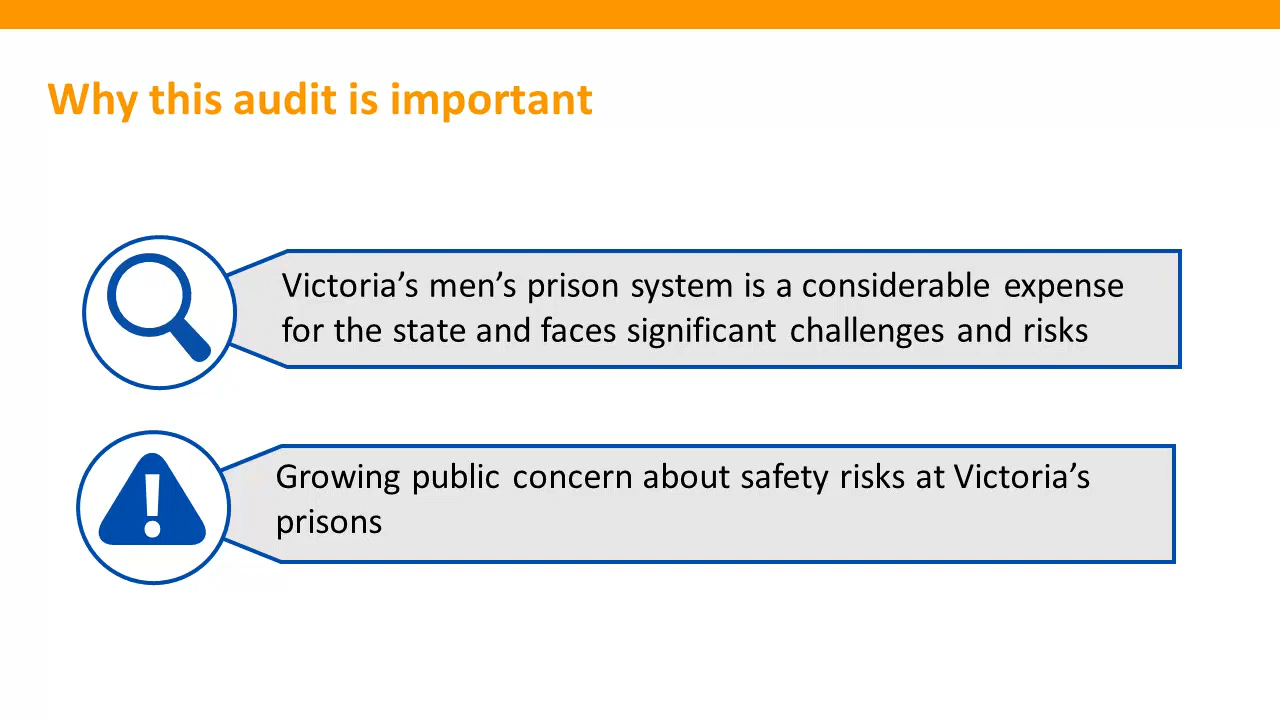 Why this audit is important
Victoria’s men’s prison system is a considerable expense
for the state and faces significant challenges and risks
Growing public concern about safety risks at Victoria’s
prisons